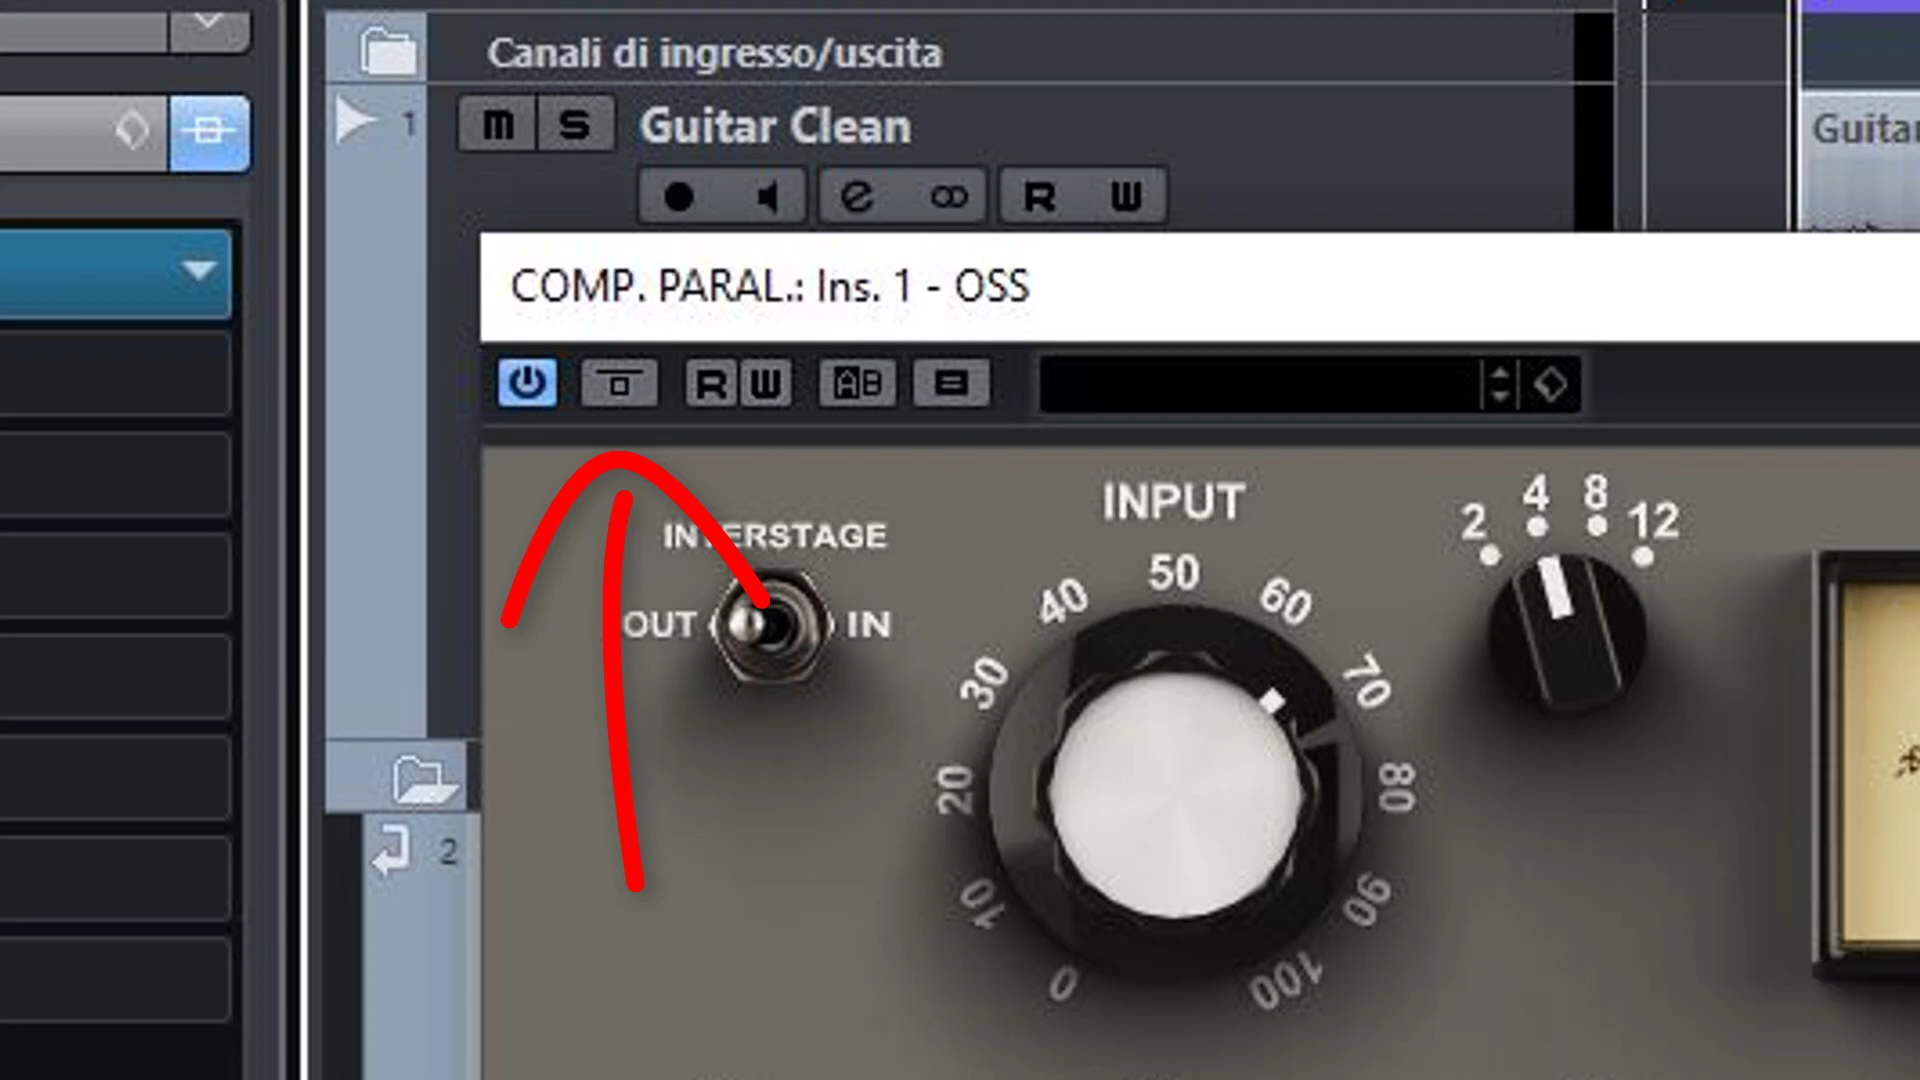 Canali di ingresso/uscita
1
M S Guitar Clean
Guitar
R W
COMP. PARAL.: Ins. 1 - OSS
R W AB
INTERSTAGE
OUT IN
INPUT
0 10 20 30 40 50 60 70 80 90 100
2 4 8 12
2